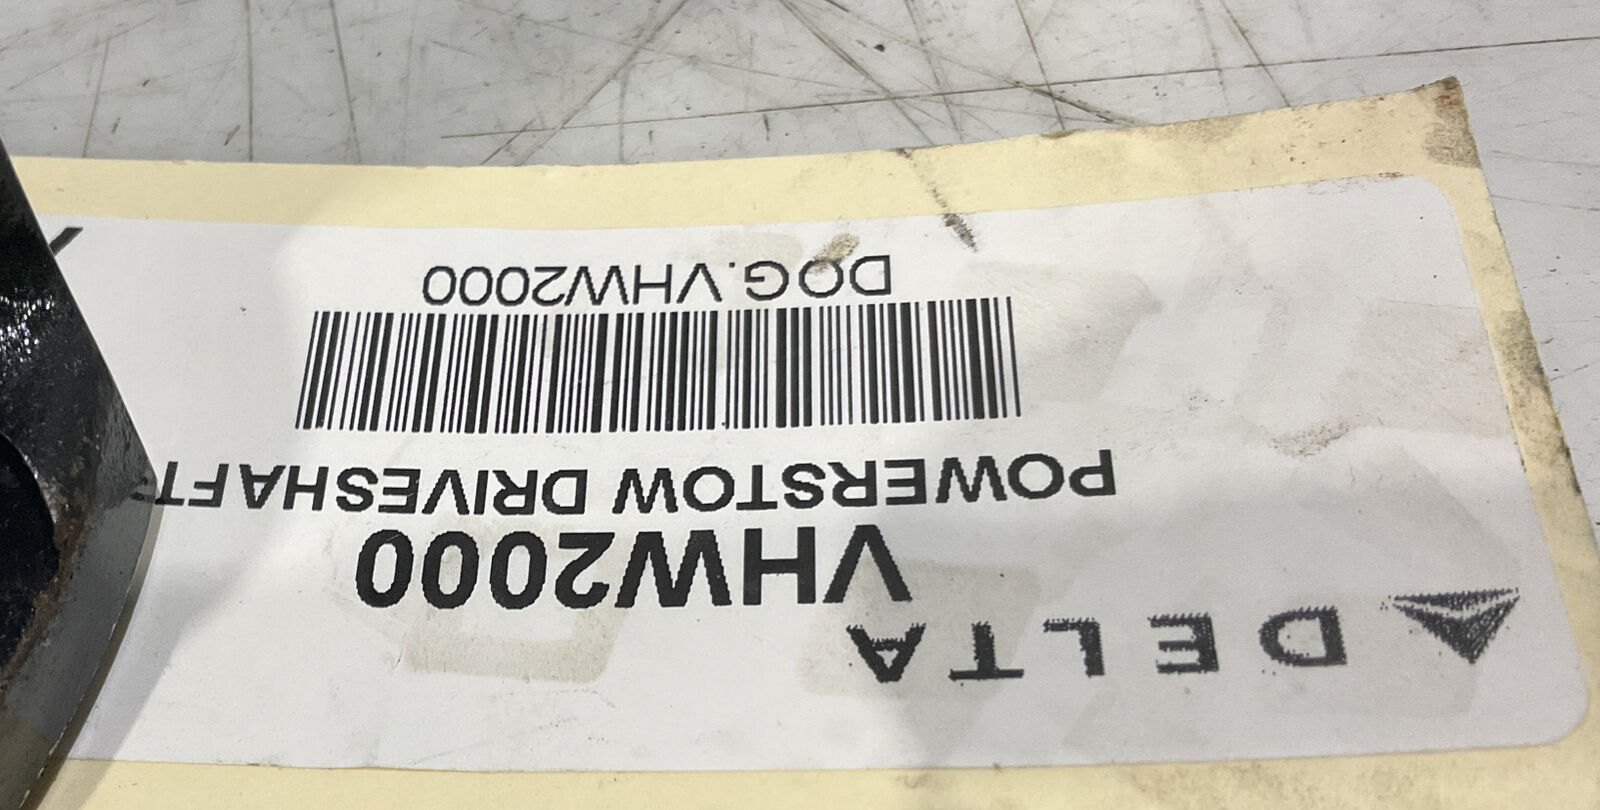 DELTA
VHW2000
POWERSTOW DRIVESHAFT
DOG.VHW2000